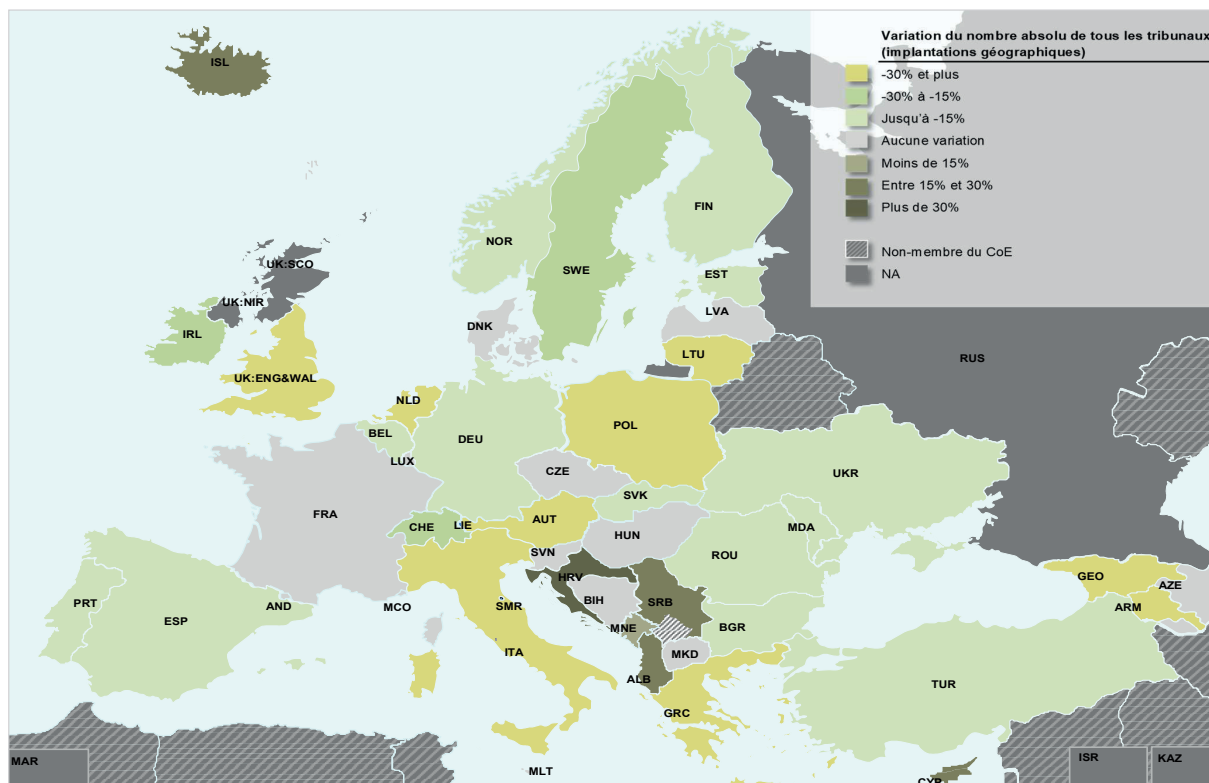 Variation du nombre absolu de tous les tribunaux
(implantations géographiques)
-30% et plus
-30% à -15%
Jusqu'à -15%
Aucune variation
Moins de 15%
Entre 15% et 30%
Plus de 30%
Non-membre du CoE
NA
ISL
NOR
SWE
FIN
EST
LVA
LTU
RUS
UK:SCO
UK:NIR
IRL
UK:ENG&WAL
DNK
NLD
BEL
LUX
DEU
POL
CZE
SVK
UKR
FRA
CHE
LIE
AUT
HUN
SVN
MDA
ROU
HRV
BIH
SRB
PRT
ESP
AND
MCO
SMR
ITA
MNE
MKD
BGR
ALB
GRC
TUR
GEO
AZE
ARM
MAR
MLT
CYP
ISR
KAZ